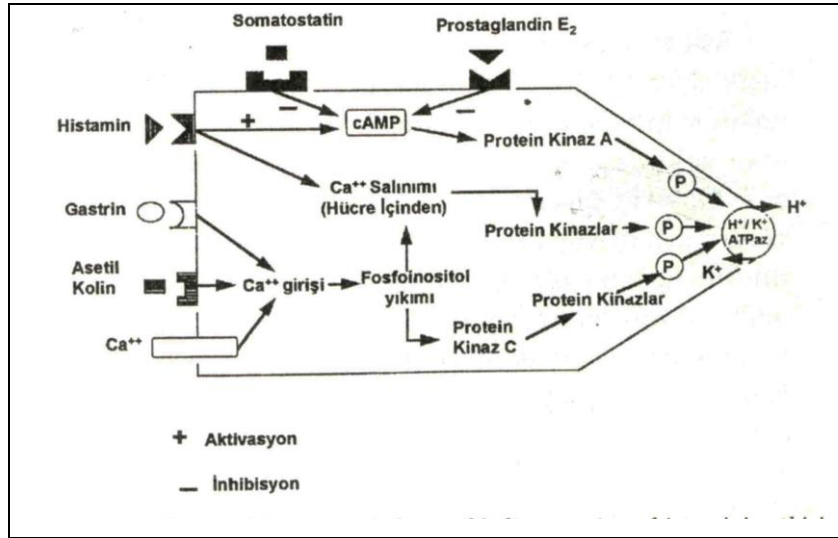 Somatostatin
Prostaglandin E₂
Histamin
+
−
−
cAMP
Protein Kinaz A
P
Ca⁺⁺ Salınımı
(Hücre İçinden)
Gastrin
Protein Kinazlar
P
H⁺/ K⁺
ATPaz
H⁺
K⁺
Asetil
Kolin
Ca⁺⁺ girişi
Fosfoinositol
yıkımı
P
Protein Kinazlar
Ca⁺⁺
Protein
Kinaz C
+ Aktivasyon
− İnhibisyon